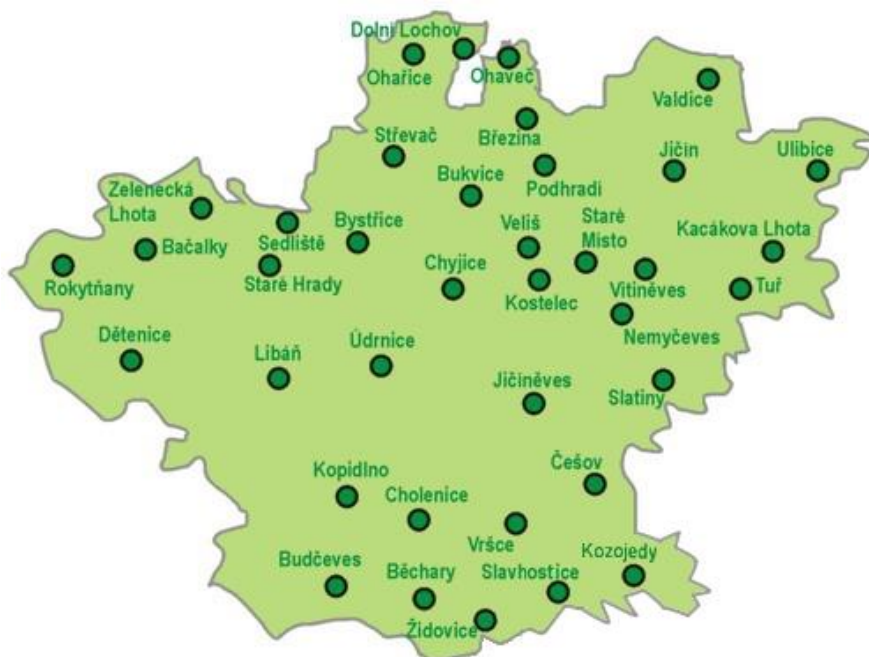 Dolní Lochov
Ohařice
Ohaveč
Valdice
Střevač
Březina
Jičín
Ulibice
Bukvice
Podhradí
Zelenecká
Lhota
Bystřice
Veliš
Staré
Místo
Kacákova Lhota
Bačalky
Sedliště
Rokytňany
Staré Hrady
Chyjice
Kostelec
Vitiněves
Tuř
Dětenice
Libáň
Údrnice
Nemyčeves
Jičiněves
Slatiny
Kopidlno
Cholenice
Češov
Vršce
Kozojedy
Budčeves
Běchary
Slavhostice
Židovice